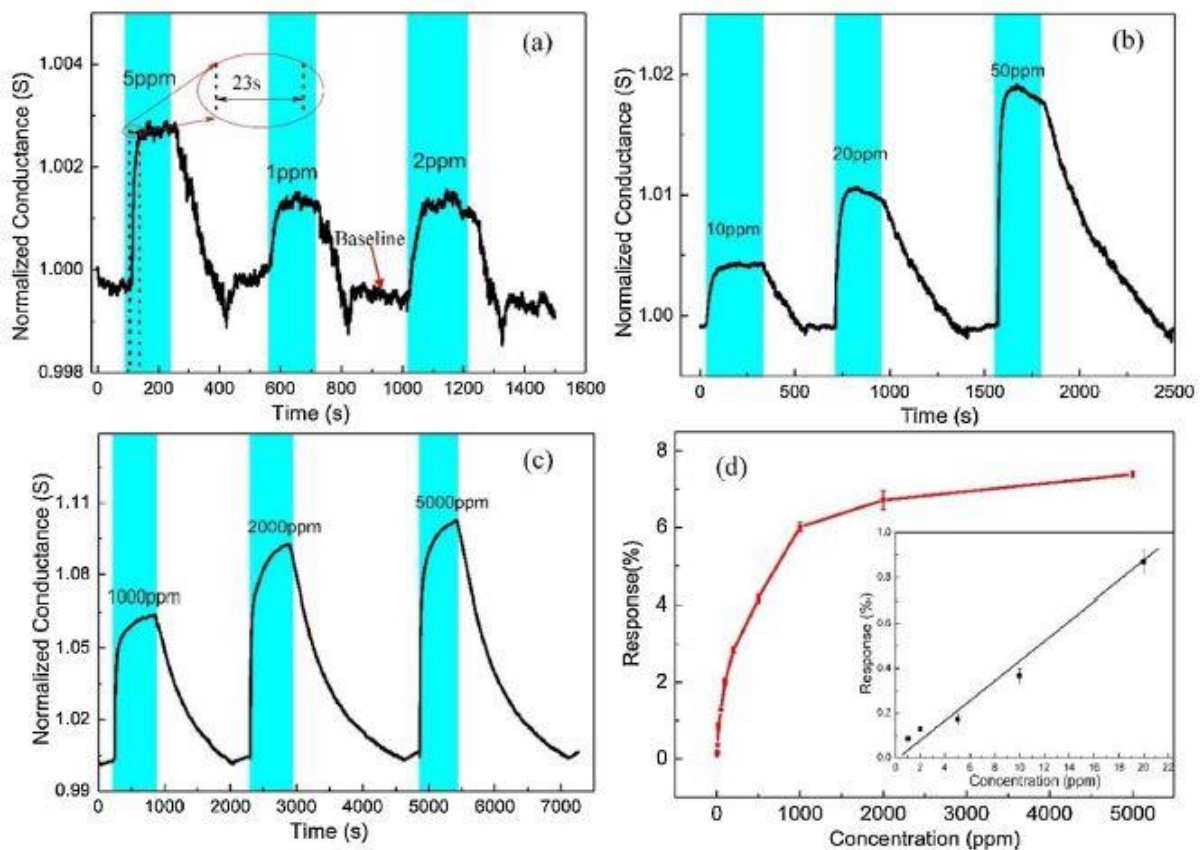 (a)
1.004
1.002
1.000
0.998
Normalized Conductance (S)
5ppm
23s
1ppm
2ppm
Baseline
0 200 400 600 800 1000 1200 1400 1600
Time (s)
(b)
1.02
1.01
1.00
Normalized Conductance (S)
10ppm
20ppm
50ppm
0 500 1000 1500 2000 2500
Time (s)
(c)
1.11
1.08
1.05
1.02
0.99
Normalized Conductance (S)
1000ppm
2000ppm
5000ppm
0 1000 2000 3000 4000 5000 6000 7000
Time (s)
(d)
8
6
4
2
0
Response(%)
0 1000 2000 3000 4000 5000
Concentration (ppm)
1.0
0.8
0.6
0.4
0.2
0.0
Response
0 2 4 6 8 10 12 14 16 18 20 22
Concentration (ppm)